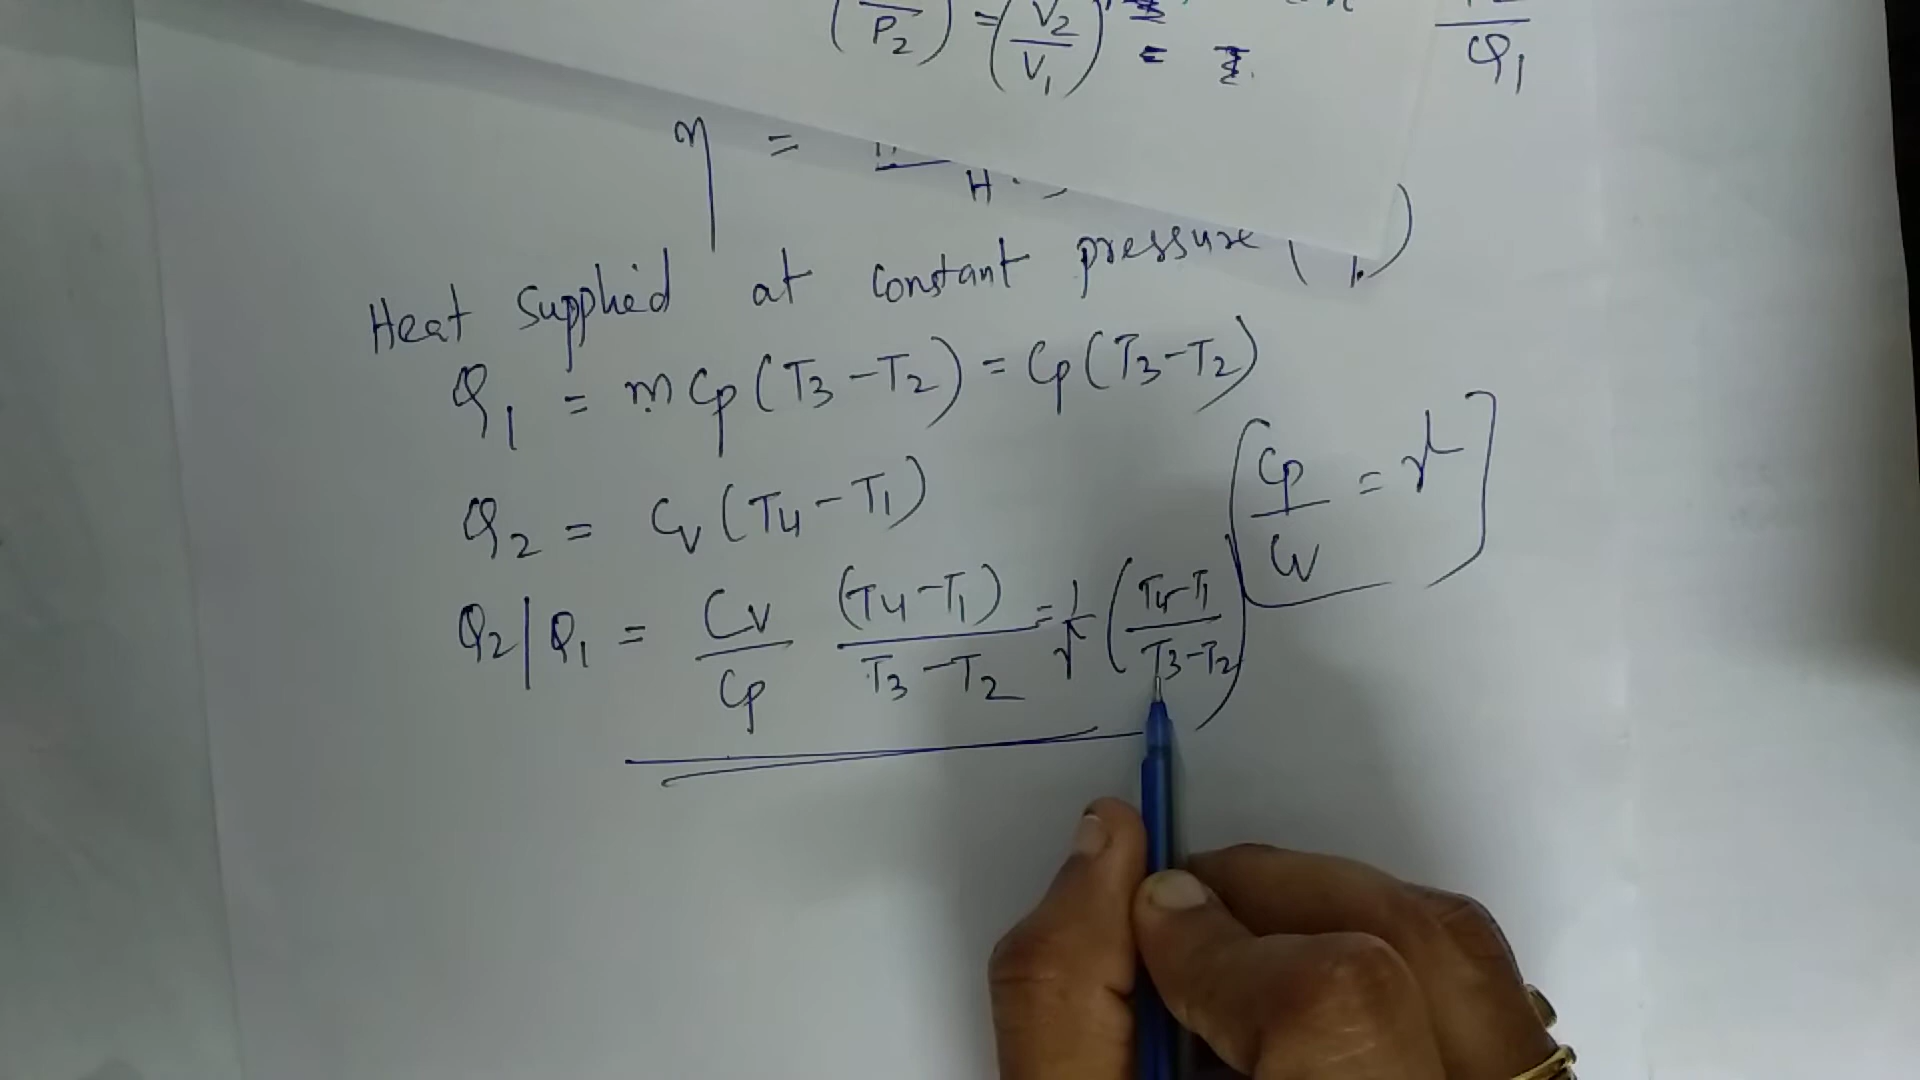 P2 ) = ( V2 / V1 ) =
Q1
η =
H.
Heat Supplied at Constant pressure ( )
Q1 = m Cp (T3 - T2) = Cp (T3 - T2)
[Cp / Cv = γ]
Q2 = Cv (T4 - T1)
Q2 | Q1 = Cv / Cp (T4 - T1) / T3 - T2 = 1 / γ (T4 - T1 / T3 - T2)